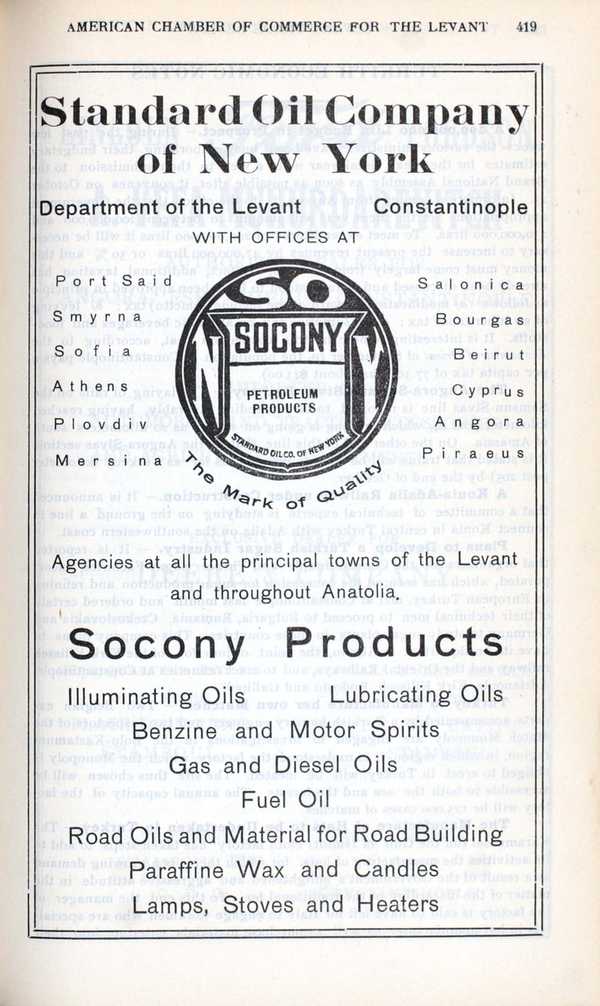 AMERICAN CHAMBER OF COMMERCE FOR THE LEVANT 419
Standard Oil Company
of New York
Department of the Levant Constantinople
WITH OFFICES AT
Port Said
Smyrna
Sofia
Athens
Plovdiv
Mersina
SO
SOCONY
NY
PETROLEUM
PRODUCTS
STANDARD OIL CO. OF NEW YORK
The Mark of Quality
Salonica
Bourgas
Beirut
Cyprus
Angora
Piraeus
Agencies at all the principal towns of the Levant
and throughout Anatolia.
Socony Products
Illuminating Oils Lubricating Oils
Benzine and Motor Spirits
Gas and Diesel Oils
Fuel Oil
Road Oils and Material for Road Building
Paraffine Wax and Candles
Lamps, Stoves and Heaters